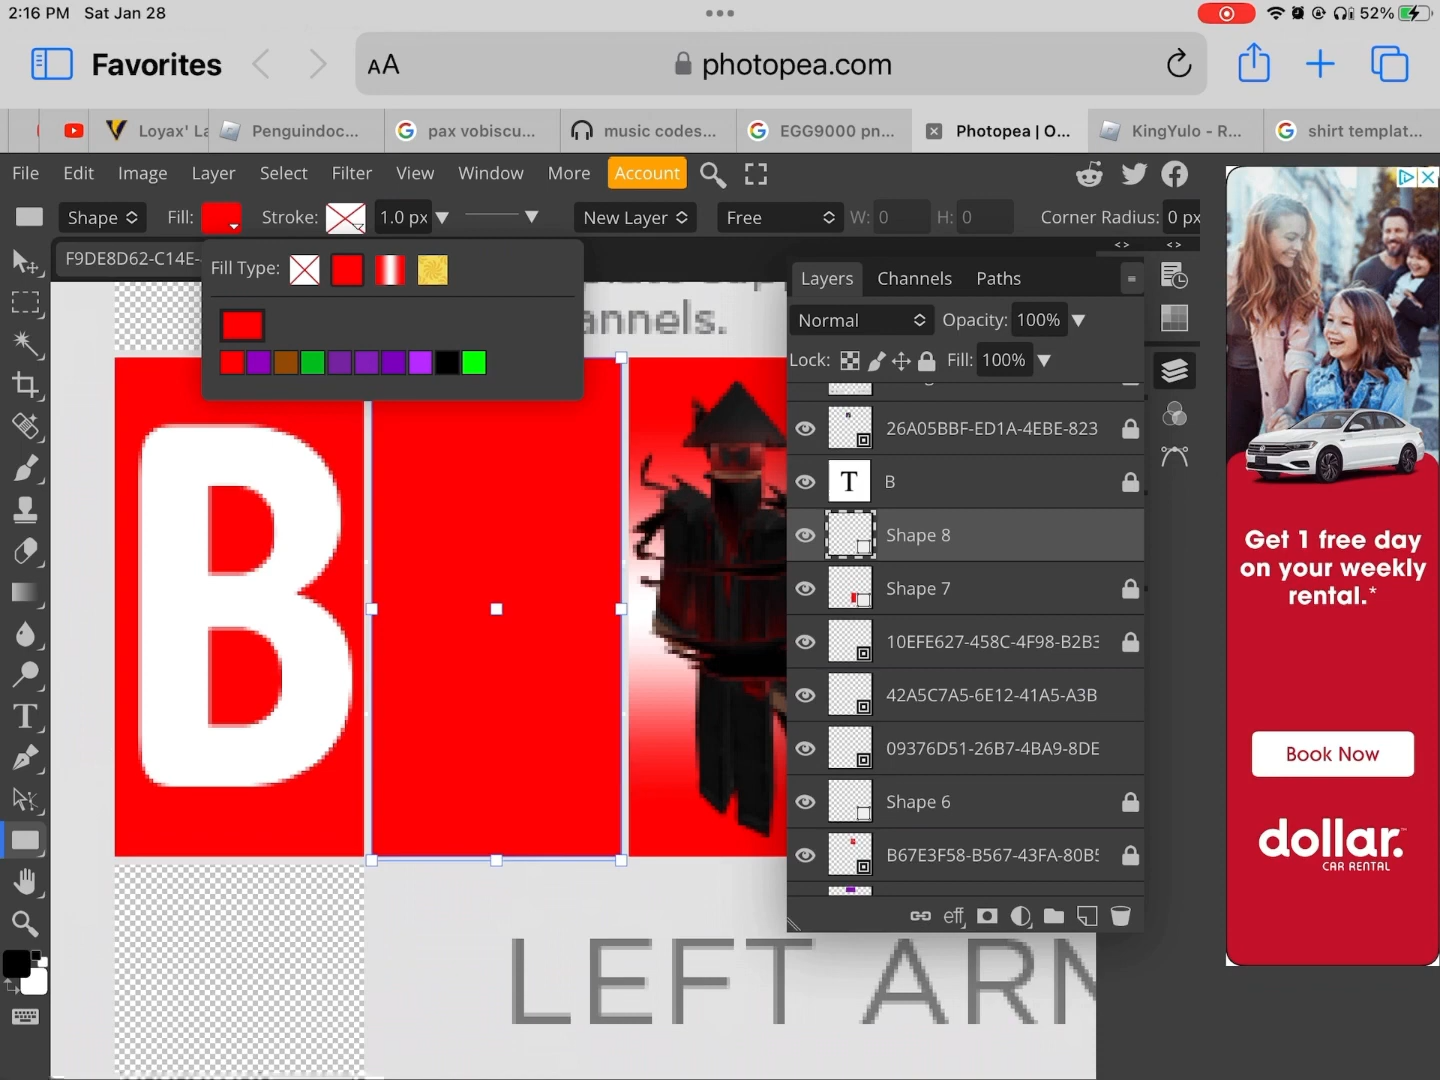 2:16 PM Sat Jan 28
52%
Favorites
AA
photopea.com
Loyax' La
Penguindoc...
pax vobiscu...
music codes...
EGG9000 pn...
Photopea | O...
KingYulo - R...
shirt templat...
File Edit Image Layer Select Filter View Window More Account
Shape Fill: Stroke: 1.0 px New Layer Free W: 0 H: 0 Corner Radius: 0 px
F9DE8D62-C14E-
Fill Type:
annels.
B
Layers Channels Paths
Normal Opacity: 100%
Lock: Fill: 100%
26A05BBF-ED1A-4EBE-823
T B
Shape 8
Shape 7
10EFE627-458C-4F98-B2B3
42A5C7A5-6E12-41A5-A3B
09376D51-26B7-4BA9-8DE
Shape 6
B67E3F58-B567-43FA-80B5
eff
LEFT ARM
T
Get 1 free day
on your weekly
rental.*
Book Now
dollar.
CAR RENTAL